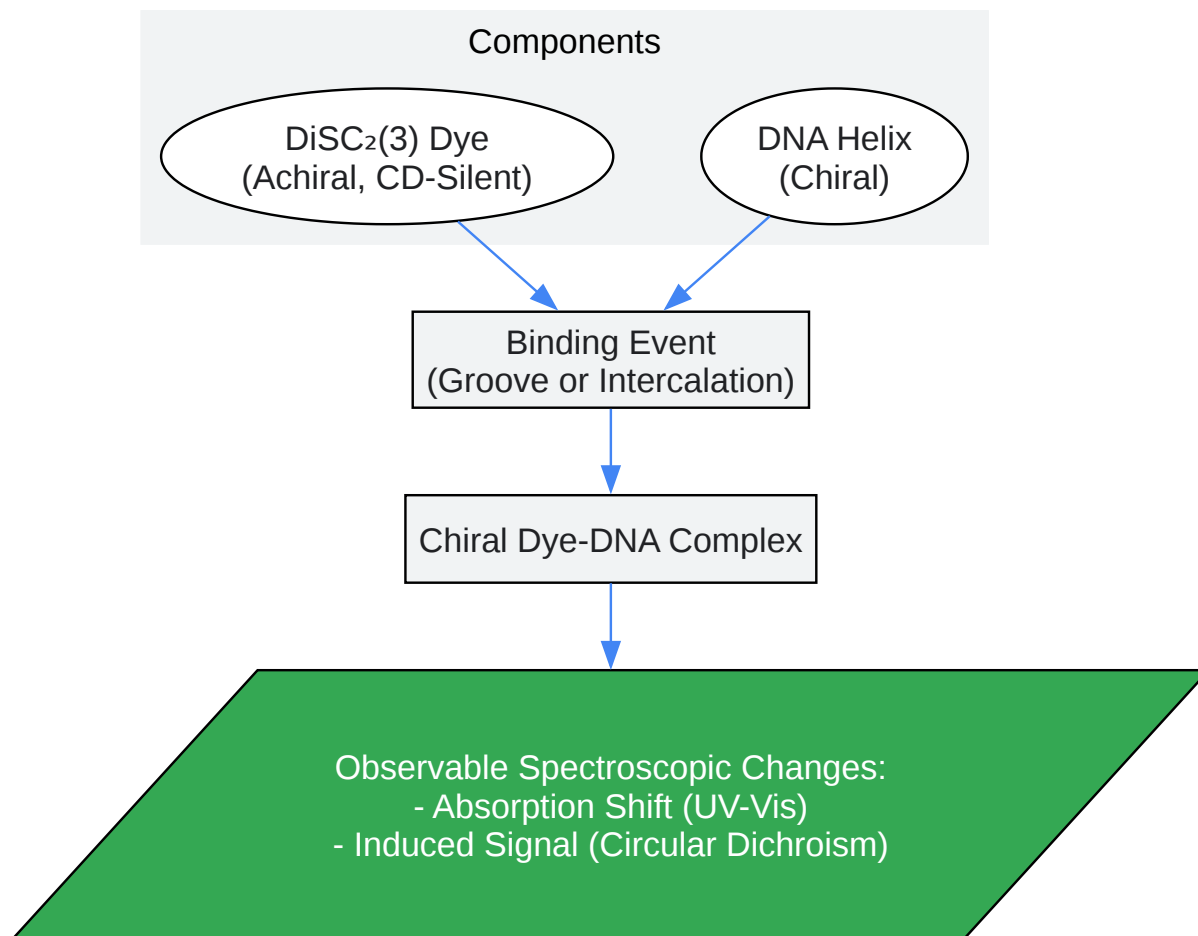 Components
DiSC₂(3) Dye
(Achiral, CD-Silent)
DNA Helix
(Chiral)
Binding Event
(Groove or Intercalation)
Chiral Dye-DNA Complex
Observable Spectroscopic Changes:
- Absorption Shift (UV-Vis)
- Induced Signal (Circular Dichroism)